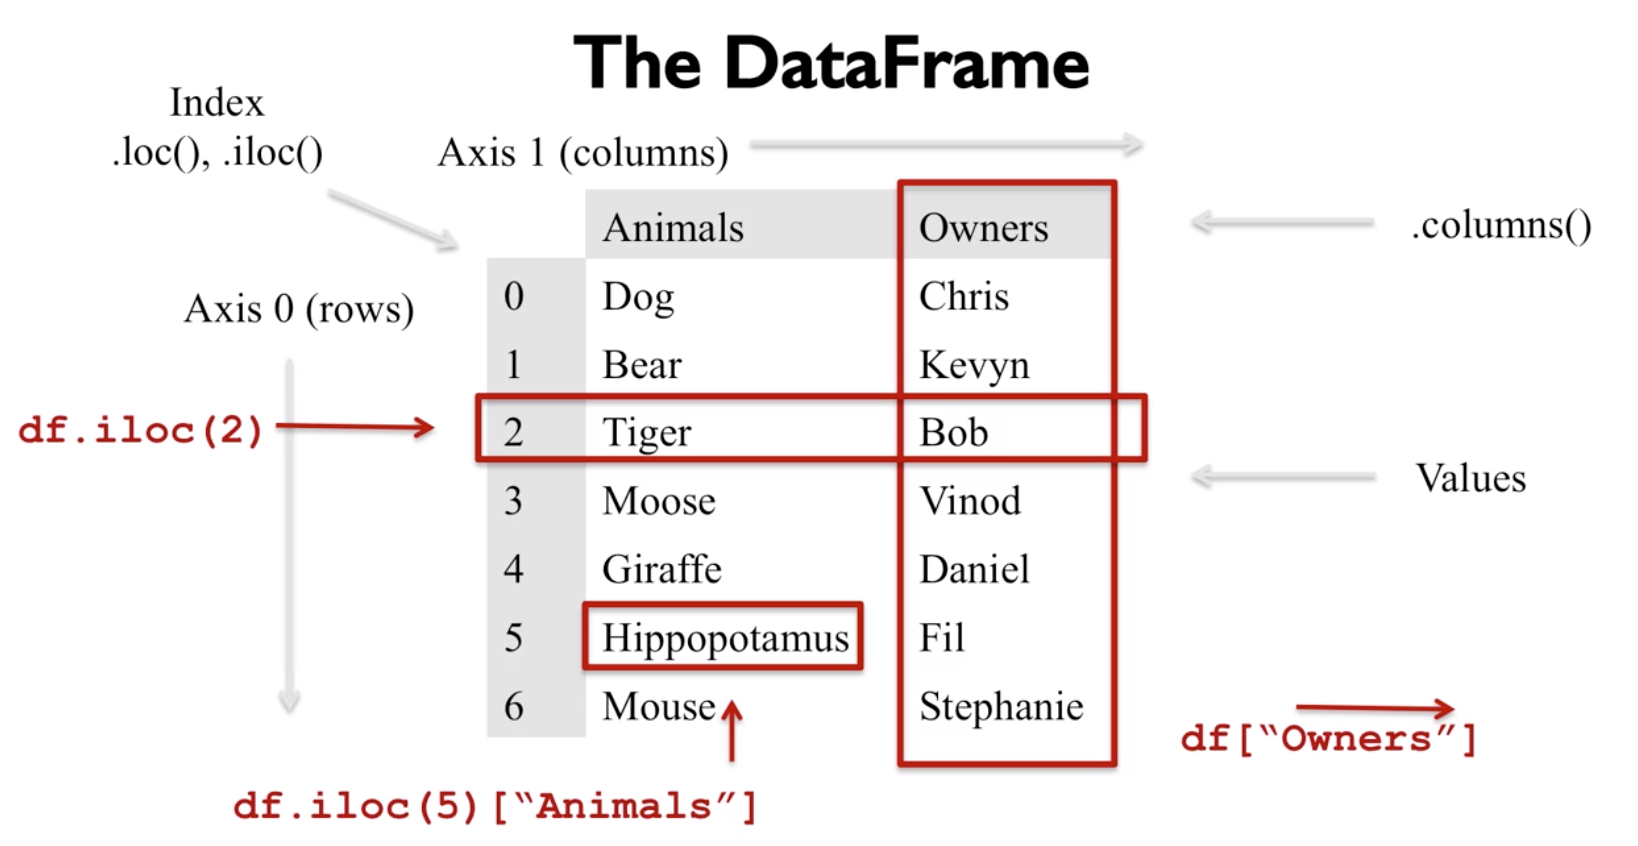 The DataFrame
Index
.loc(), .iloc()
Axis 1 (columns)
Animals Owners
.columns()
0 Dog Chris
Axis 0 (rows)
1 Bear Kevyn
df.iloc(2)
2 Tiger Bob
Values
3 Moose Vinod
4 Giraffe Daniel
5 Hippopotamus Fil
6 Mouse Stephanie
df[“Owners”]
df.iloc(5)[“Animals”]